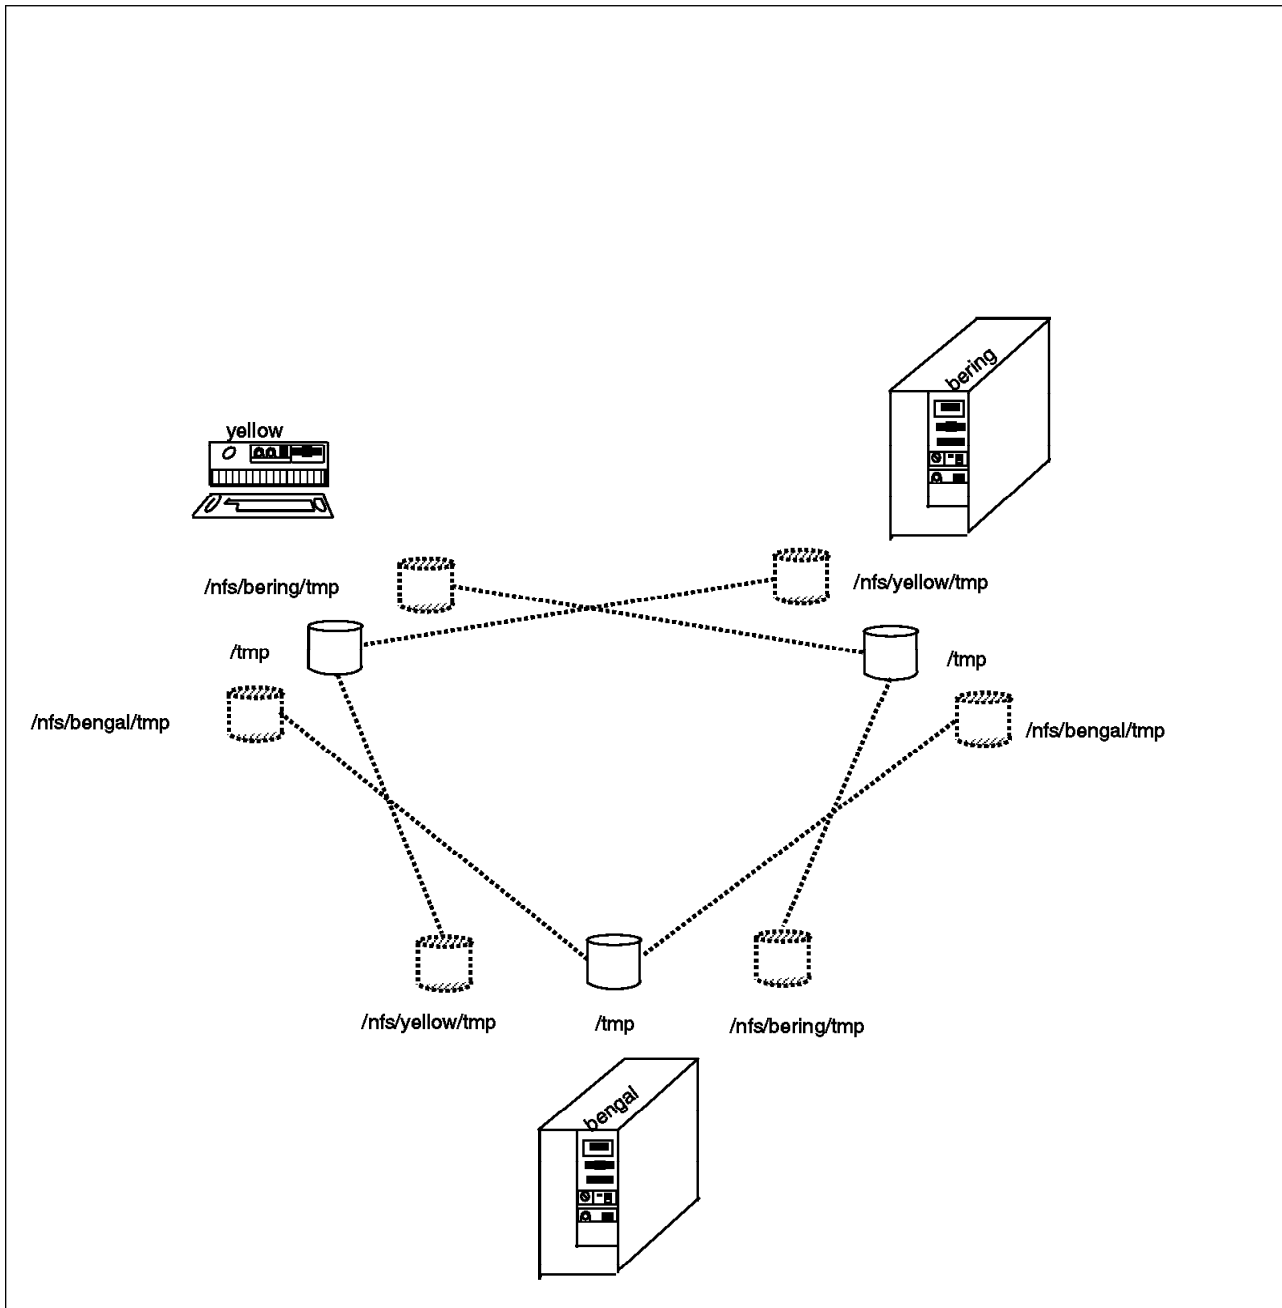 bering
yellow
/nfs/bering/tmp
/nfs/yellow/tmp
/tmp
/tmp
/nfs/bengal/tmp
/nfs/bengal/tmp
/nfs/yellow/tmp
/tmp
/nfs/bering/tmp
bengal